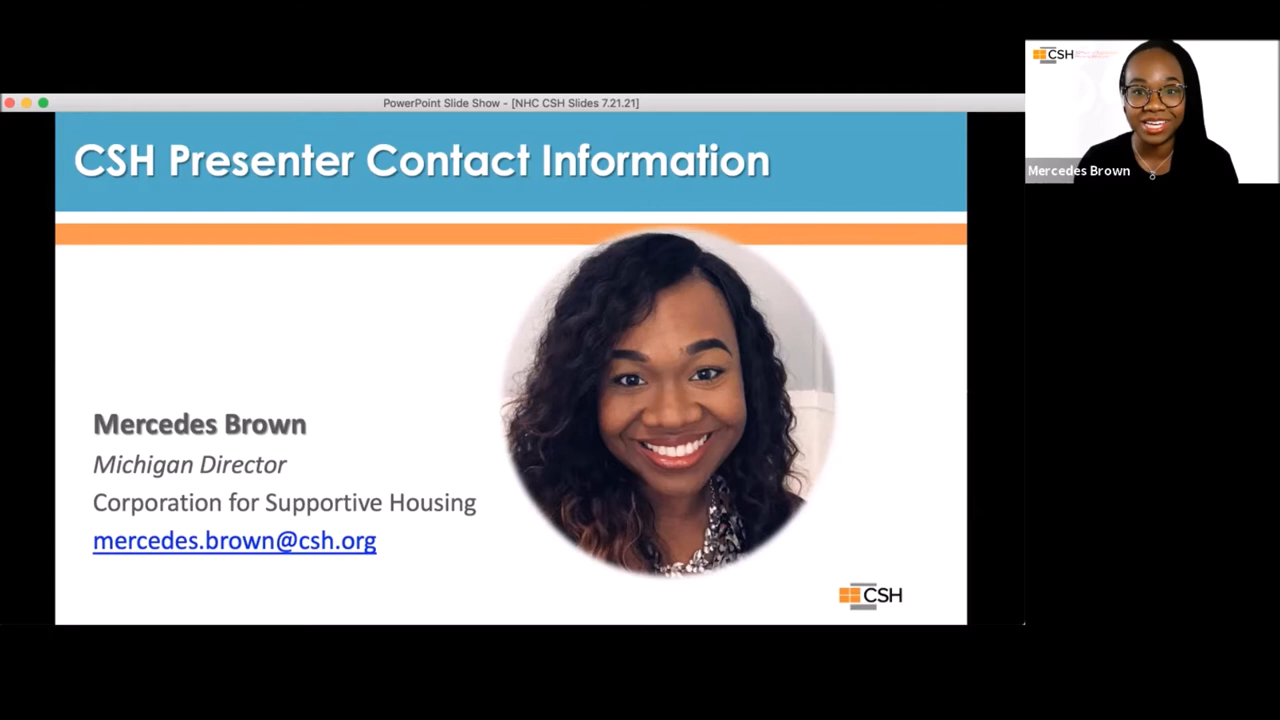 PowerPoint Slide Show - [NHC CSH Slides 7.21.21]
CSH Presenter Contact Information
Mercedes Brown
Michigan Director
Corporation for Supportive Housing
mercedes.brown@csh.org
CSH
CSH
Mercedes Brown